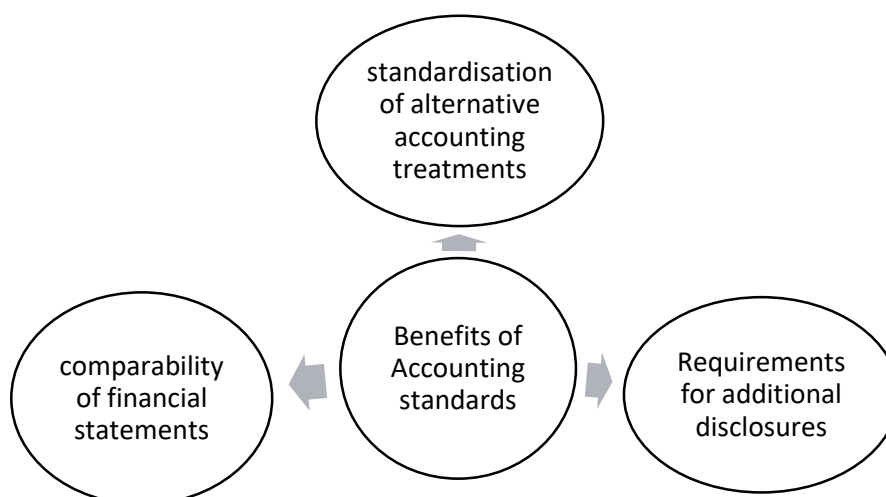 standardisation
of alternative
accounting
treatments
Benefits of
Accounting
standards
comparability
of financial
statements
Requirements
for additional
disclosures